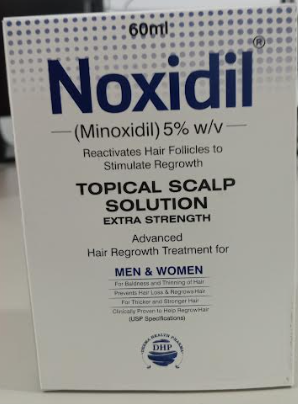 60ml
Noxidil®
(Minoxidil) 5% w/v
Reactivates Hair Follicles to
Stimulate Regrowth
TOPICAL SCALP
SOLUTION
EXTRA STRENGTH
Advanced
Hair Regrowth Treatment for
MEN & WOMEN
For Baldness and Thinning of Hair
Prevents Hair Loss & Regrows Hair
For Thicker and Stronger Hair
Clinically Proven to Help Regrow Hair
(USP Specifications)
DHP